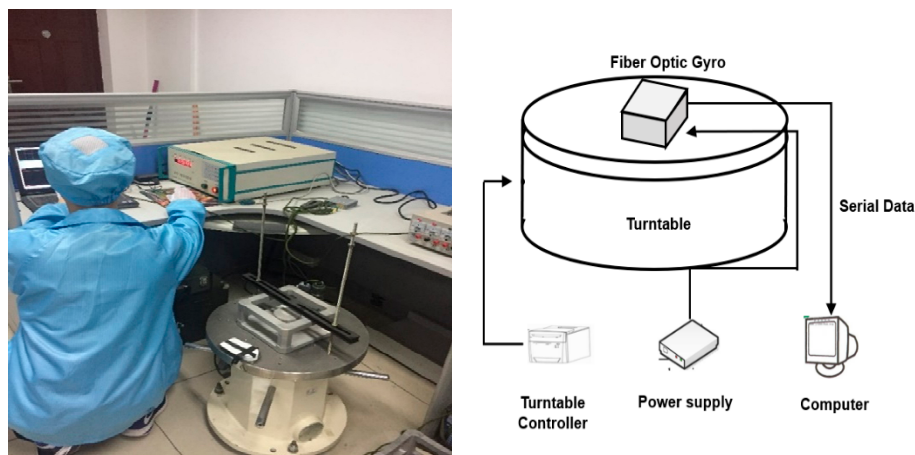 Fiber Optic Gyro
Turntable
Serial Data
Turntable
Controller
Power supply
Computer